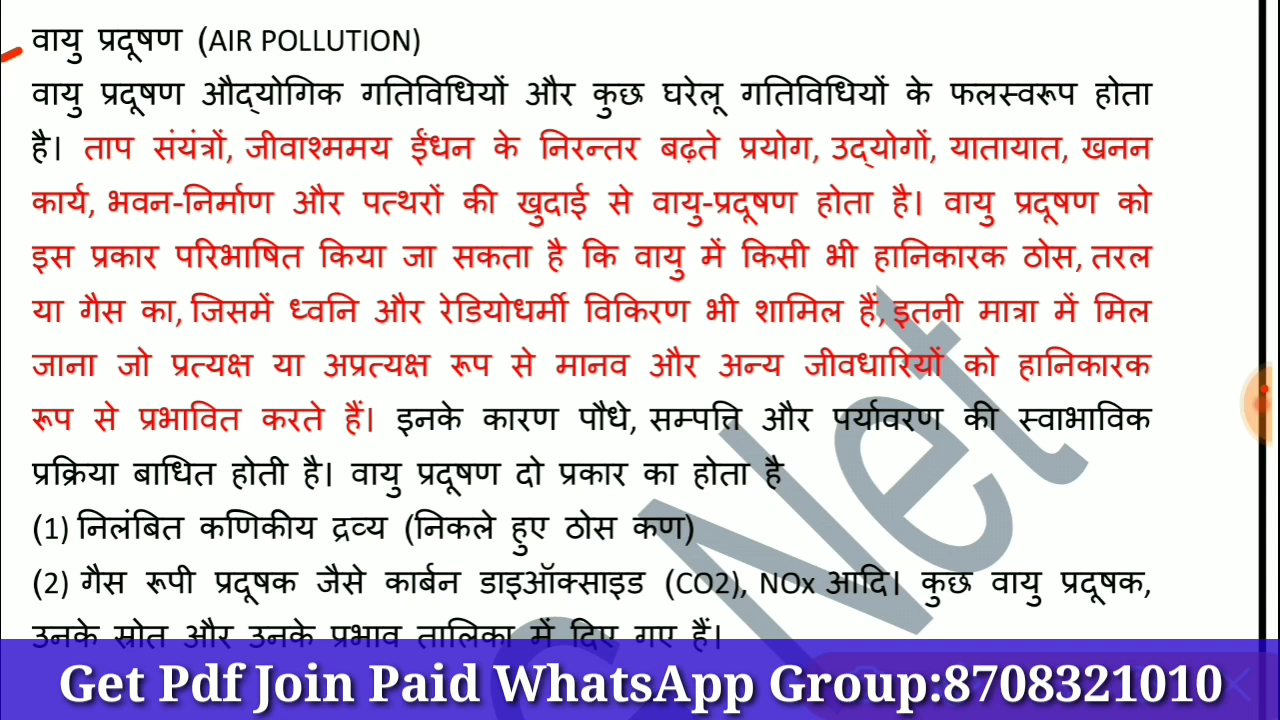 वायु प्रदूषण (AIR POLLUTION)
वायु प्रदूषण औद्योगिक गतिविधियों और कुछ घरेलू गतिविधियों के फलस्वरूप होता
है। ताप संयंत्रों, जीवाश्ममय ईंधन के निरन्तर बढ़ते प्रयोग, उद्योगों, यातायात, खनन
कार्य, भवन-निर्माण और पत्थरों की खुदाई से वायु-प्रदूषण होता है। वायु प्रदूषण को
इस प्रकार परिभाषित किया जा सकता है कि वायु में किसी भी हानिकारक ठोस, तरल
या गैस का, जिसमें ध्वनि और रेडियोधर्मी विकिरण भी शामिल हैं, इतनी मात्रा में मिल
जाना जो प्रत्यक्ष या अप्रत्यक्ष रूप से मानव और अन्य जीवधारियों को हानिकारक
रूप से प्रभावित करते हैं। इनके कारण पौधे, सम्पत्ति और पर्यावरण की स्वाभाविक
प्रक्रिया बाधित होती है। वायु प्रदूषण दो प्रकार का होता है
(1) निलंबित कणिकीय द्रव्य (निकले हुए ठोस कण)
(2) गैस रूपी प्रदूषक जैसे कार्बन डाइऑक्साइड (CO2), NOx आदि। कुछ वायु प्रदूषक,
उनके स्रोत और उनके प्रभाव तालिका में दिए गए हैं।
Net
Get Pdf Join Paid WhatsApp Group:8708321010